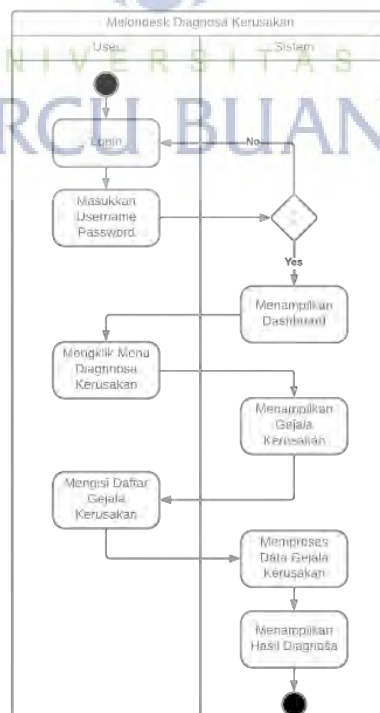 Melondesk Diagnosa Kerusakan
User
Sistem
UNIVERSITAS
RCU BUAN
Login
No
Masukkan
Username
Password
Yes
Menampilkan
Dashboard
Mengklik Menu
Diagnosa
Kerusakan
Menampilkan
Gejala
Kerusakan
Mengisi Daftar
Gejala
Kerusakan
Memproses
Data Gejala
Kerusakan
Menampilkan
Hasil Diagnosa